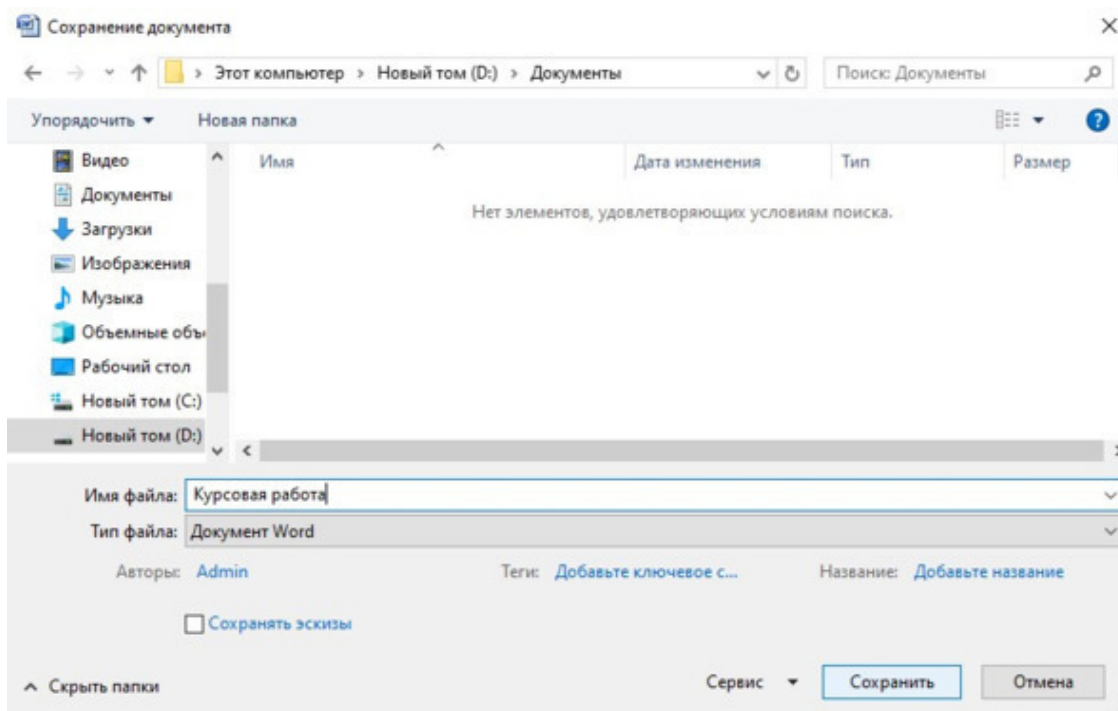 Сохранение документа
Этот компьютер > Новый том (D:) > Документы
Поиск: Документы
Упорядочить Новая папка
Имя Дата изменения Тип Размер
Нет элементов, удовлетворяющих условиям поиска.
Видео
Документы
Загрузки
Изображения
Музыка
Объемные объ
Рабочий стол
Новый том (C:)
Новый том (D:)
Имя файла: Курсовая работа
Тип файла: Документ Word
Авторы: Admin Теги: Добавьте ключевое с... Название: Добавьте название
Сохранять эскизы
Скрыть папки Сервис Сохранить Отмена